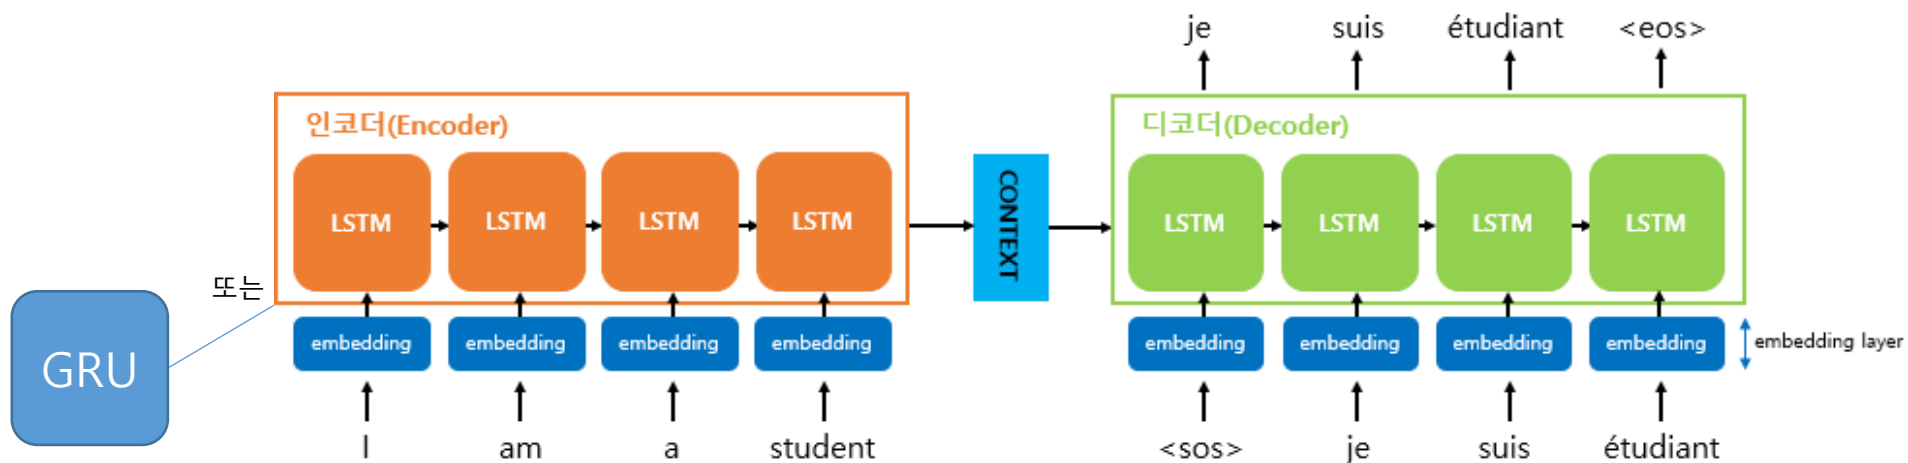 je suis étudiant <eos>
인코더(Encoder)
디코더(Decoder)
LSTM LSTM LSTM LSTM
CONTEXT
LSTM LSTM LSTM LSTM
또는
GRU
embedding embedding embedding embedding
embedding embedding embedding embedding
embedding layer
I am a student
<sos> je suis étudiant